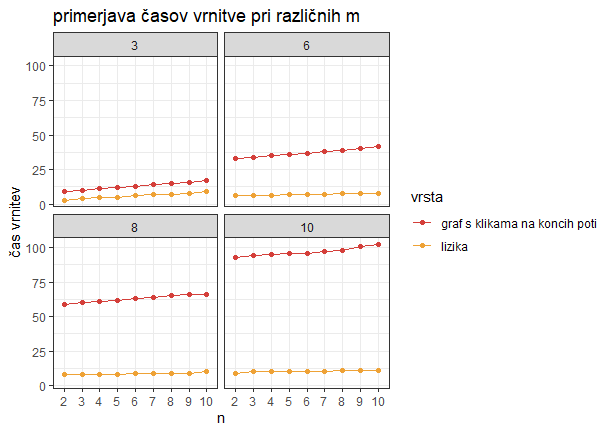 primerjava časov vrnitve pri različnih m
3
6
100
75
50
25
0
8
10
100
75
50
25
0
2 3 4 5 6 7 8 9 10
2 3 4 5 6 7 8 9 10
n
čas vrnitev
vrsta
graf s klikama na koncih poti
lizika